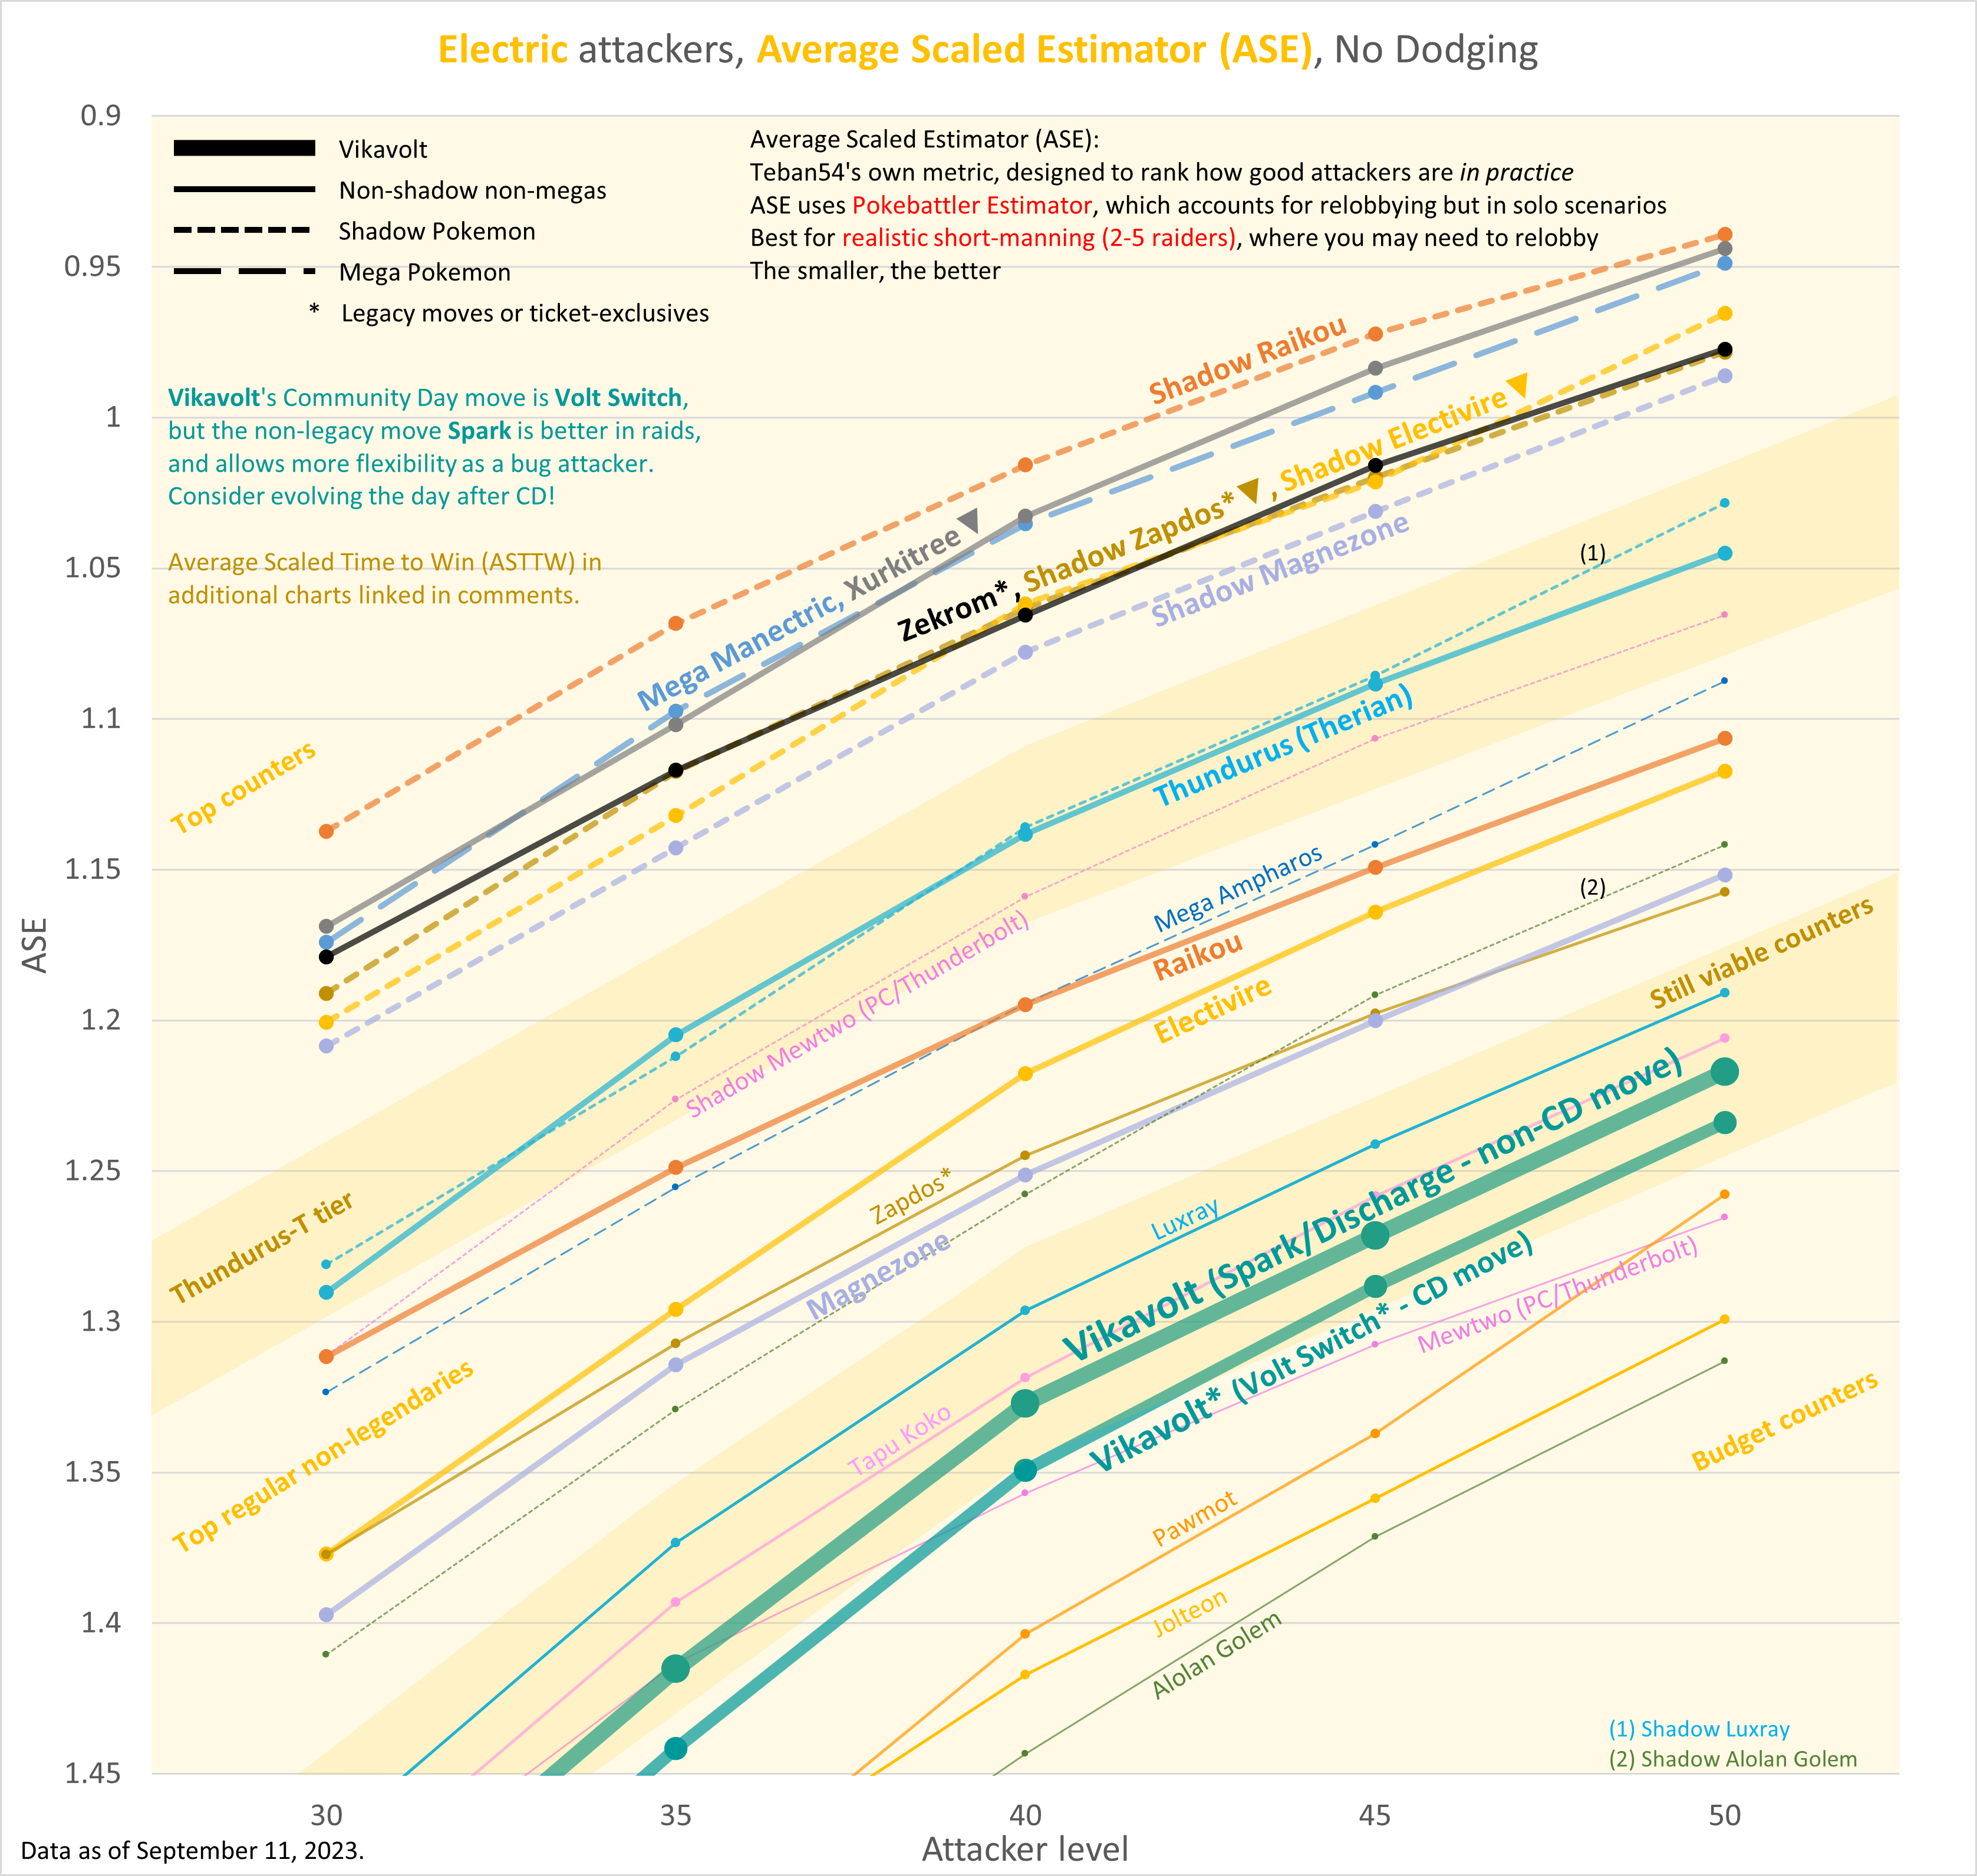 Electric attackers, Average Scaled Estimator (ASE), No Dodging
0.9
0.95
1
1.05
1.1
1.15
1.2
1.25
1.3
1.35
1.4
1.45
ASE
Vikavolt
Non-shadow non-megas
Shadow Pokemon
Mega Pokemon
* Legacy moves or ticket-exclusives
Average Scaled Estimator (ASE):
Teban54's own metric, designed to rank how good attackers are in practice
ASE uses Pokebattler Estimator, which accounts for relobbying but in solo scenarios
Best for realistic short-manning (2-5 raiders), where you may need to relobby
The smaller, the better
Vikavolt's Community Day move is Volt Switch,
but the non-legacy move Spark is better in raids,
and allows more flexibility as a bug attacker.
Consider evolving the day after CD!
Average Scaled Time to Win (ASTTW) in
additional charts linked in comments.
Shadow Raikou
Mega Manectric, Xurkitree
Zekrom*, Shadow Zapdos*, Shadow Electivire
Shadow Magnezone
(1)
Top counters
Thundurus (Therian)
Mega Ampharos
Shadow Mewtwo (PC/Thunderbolt)
Raikou
Electivire
(2)
Still viable counters
Thundurus-T tier
Zapdos*
Magnezone
Luxray
Vikavolt (Spark/Discharge - non-CD move)
Vikavolt* (Volt Switch* - CD move)
Mewtwo (PC/Thunderbolt)
Tapu Koko
Top regular non-legendaries
Budget counters
Pawmot
Jolteon
Alolan Golem
(1) Shadow Luxray
(2) Shadow Alolan Golem
30
35
40
45
50
Attacker level
Data as of September 11, 2023.